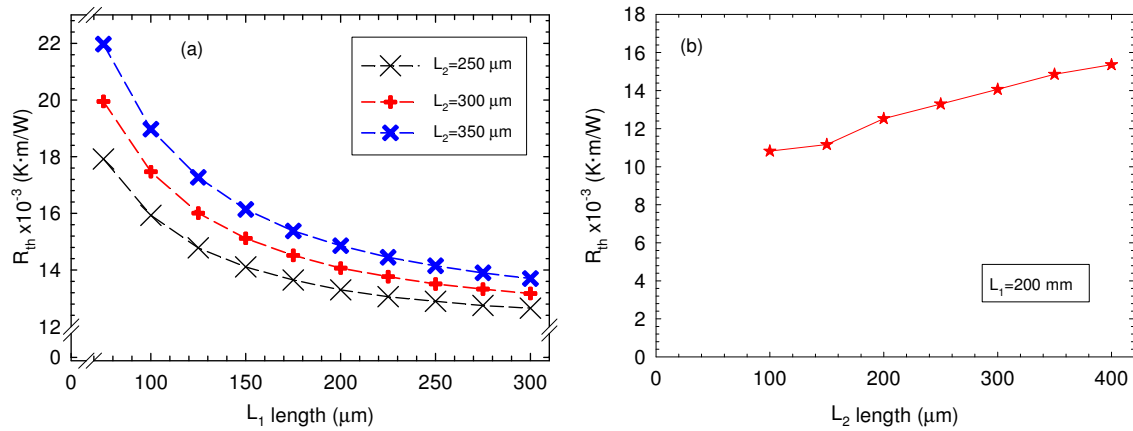 (a)
L₂=250 μm
L₂=300 μm
L₂=350 μm
22
20
18
16
14
12
0
R_th x10⁻³ (K·m/W)
0 100 150 200 250 300
L₁ length (μm)
(b)
18
16
14
12
10
8
6
4
2
0
R_th x10⁻³ (K·m/W)
L₁=200 mm
0 100 200 300 400
L₂ length (μm)